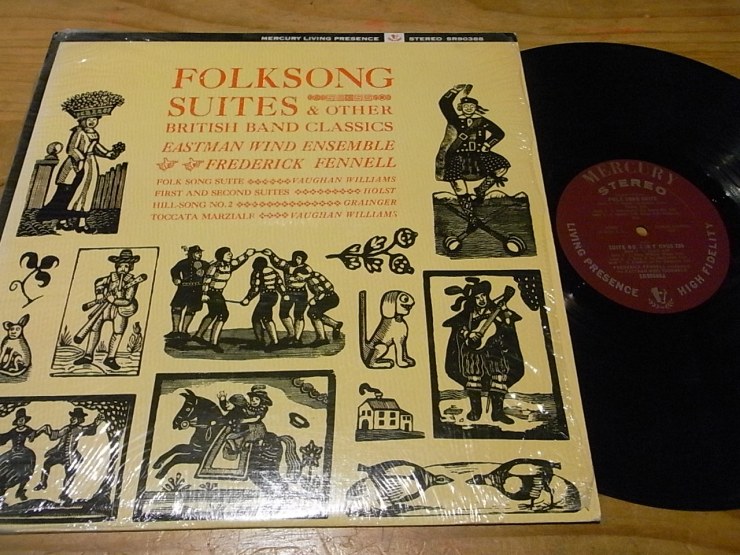 MERCURY LIVING PRESENCE STEREO SR90388
FOLKSONG
SUITES & OTHER
BRITISH BAND CLASSICS
EASTMAN WIND ENSEMBLE
FREDERICK FENNELL
FOLK SONG SUITE VAUGHAN WILLIAMS
FIRST AND SECOND SUITES HOLST
HILL-SONG NO. 2 GRAINGER
TOCCATA MARZIALE VAUGHAN WILLIAMS
MERCURY
STEREO
LIVING PRESENCE HIGH FIDELITY